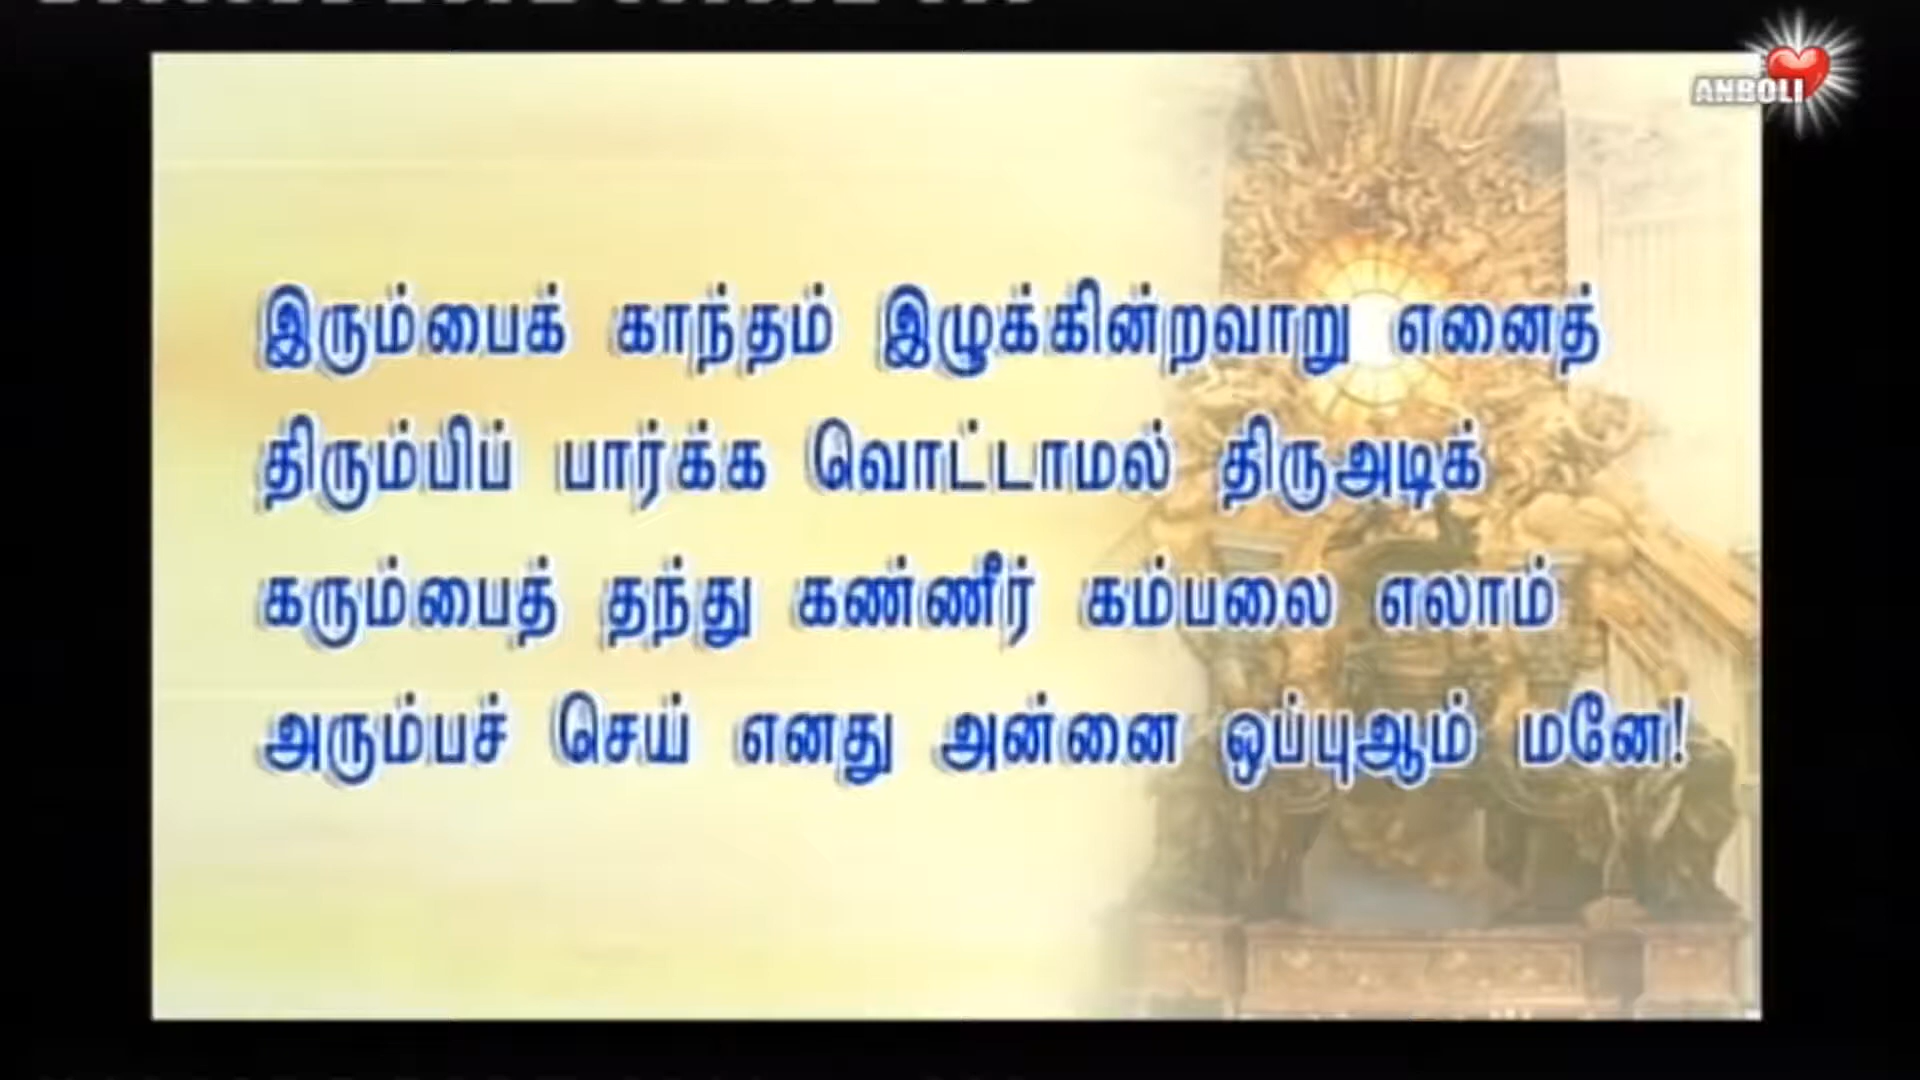 ANBOLI
இரும்பைக் காந்தம் இழுக்கின்றவாறு எனைத்
திரும்பிப் பார்க்க வொட்டாமல் திருஅடிக்
கரும்பைத் தந்து கண்ணீர் கம்பலை எலாம்
அரும்பச் செய் எனது அன்னை ஒப்புஆம் மனே!